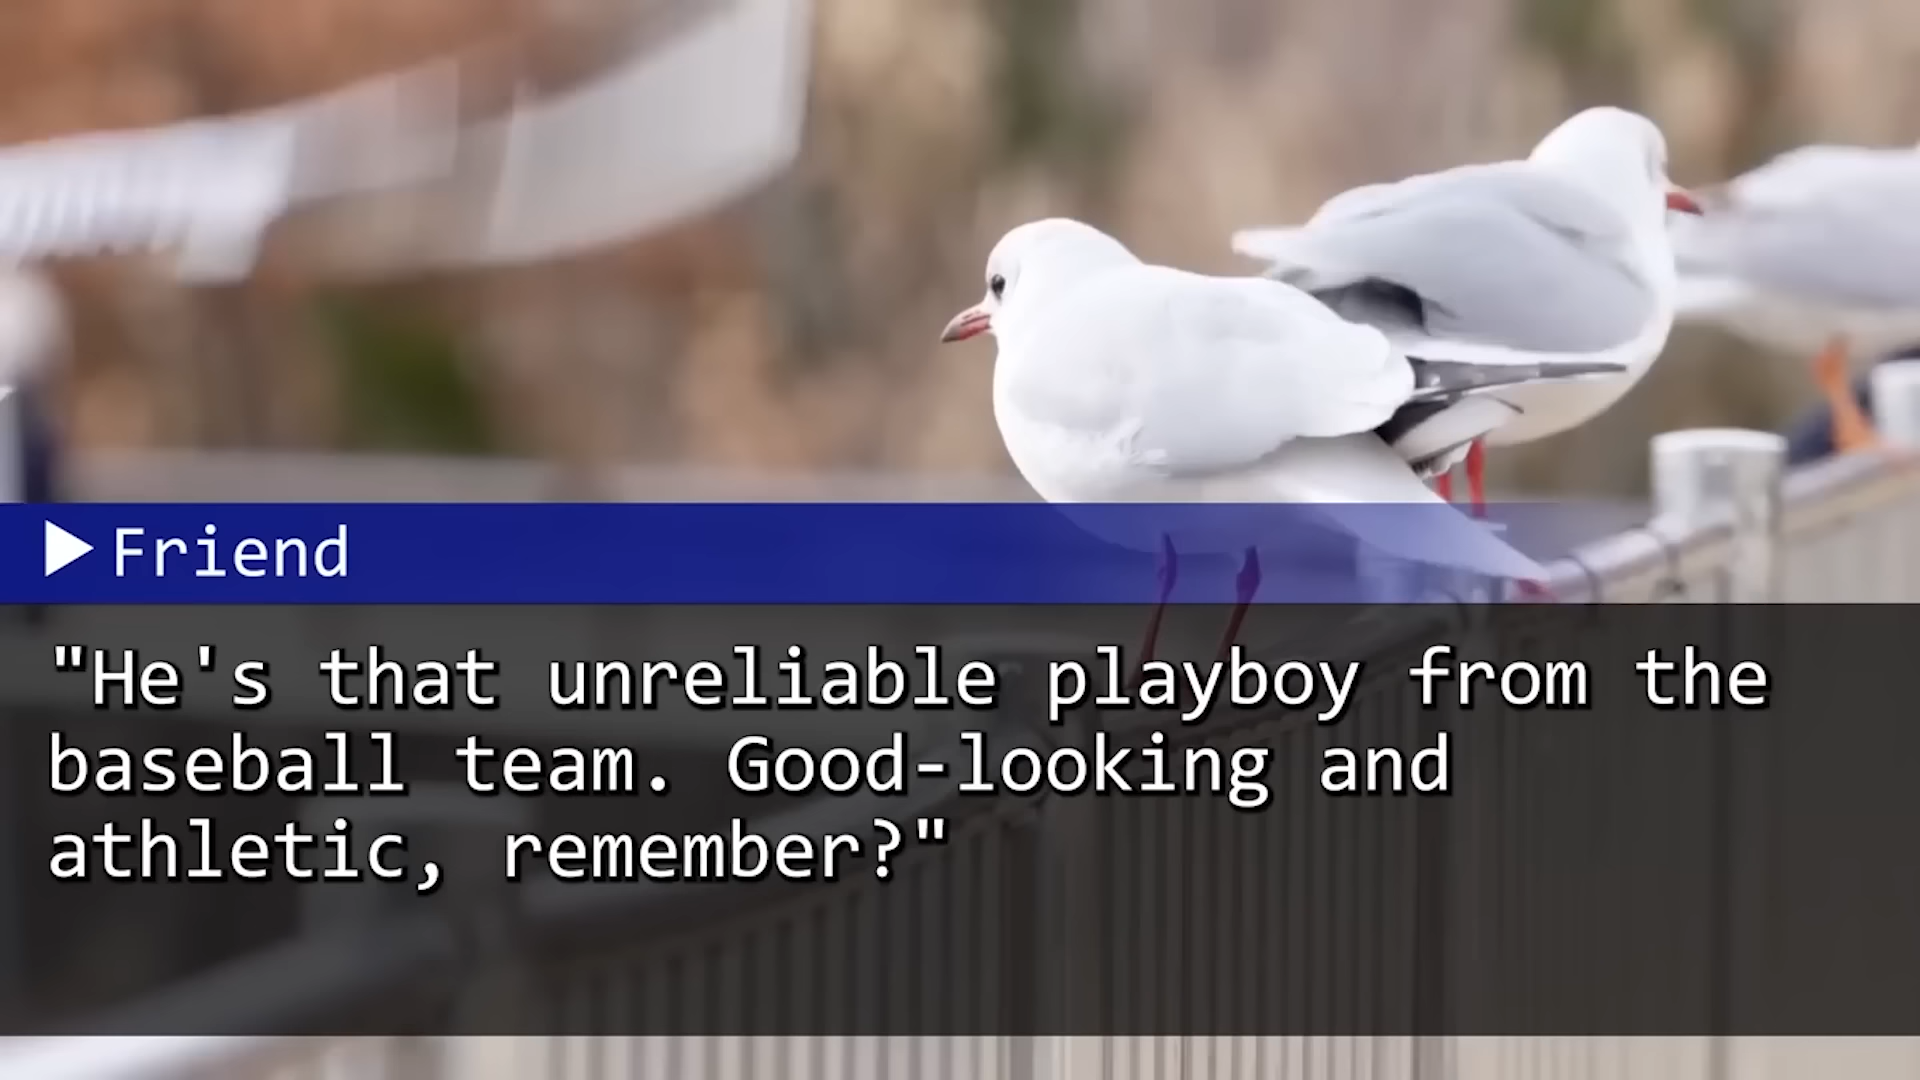 ▶Friend
"He's that unreliable playboy from the
baseball team. Good-looking and
athletic, remember?"